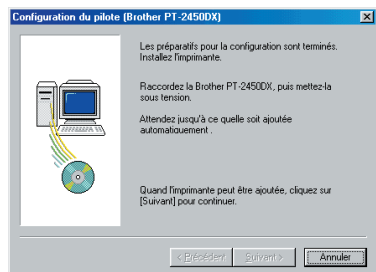 Configuration du pilote (Brother PT-2450DX)
Les préparatifs pour la configuration sont terminés.
Installez l'imprimante.
Raccordez la Brother PT-2450DX, puis mettez-la
sous tension.
Attendez jusqu'à ce quelle soit ajoutée
automatiquement .
Quand l'imprimante peut être ajoutée, cliquez sur
[Suivant] pour continuer.
< Précédent Suivant > Annuler